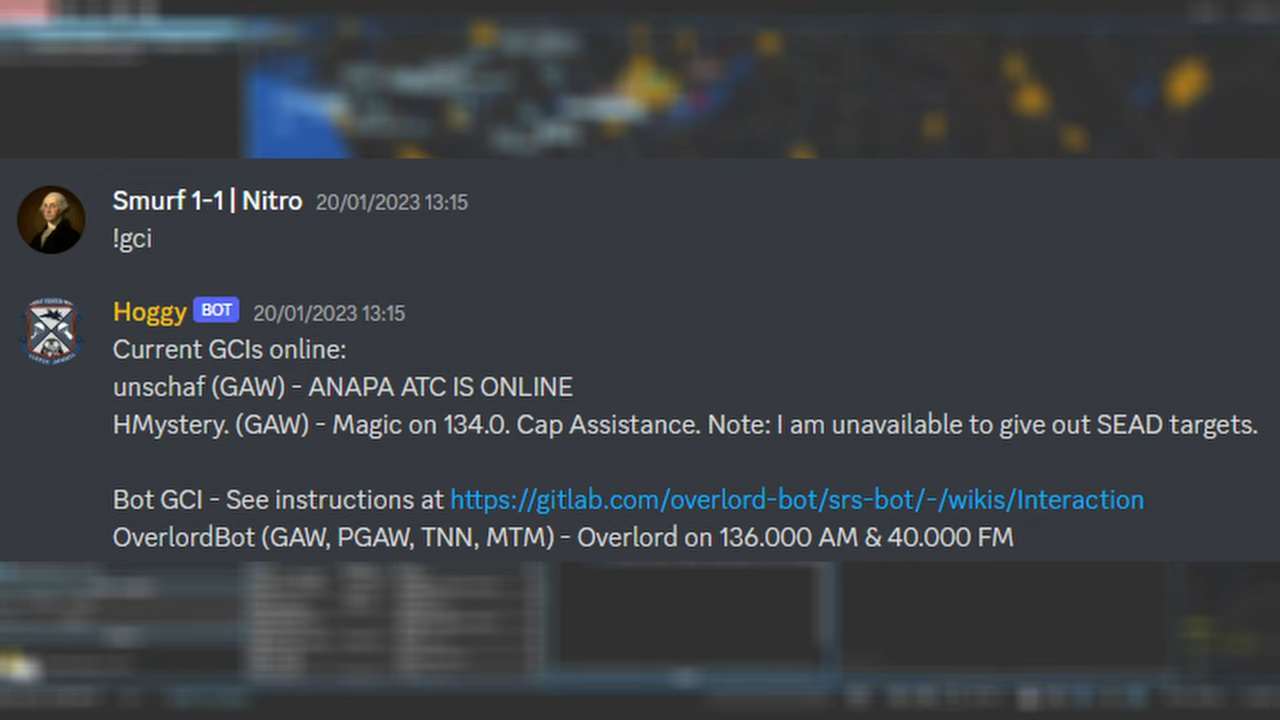 Smurf 1-1 | Nitro 20/01/2023 13:15
!gci
Hoggy BOT 20/01/2023 13:15
Current GCIs online:
unschaf (GAW) - ANAPA ATC IS ONLINE
HMystery. (GAW) - Magic on 134.0. Cap Assistance. Note: I am unavailable to give out SEAD targets.
Bot GCI - See instructions at https://gitlab.com/overlord-bot/srs-bot/-/wikis/Interaction
OverlordBot (GAW, PGAW, TNN, MTM) - Overlord on 136.000 AM & 40.000 FM